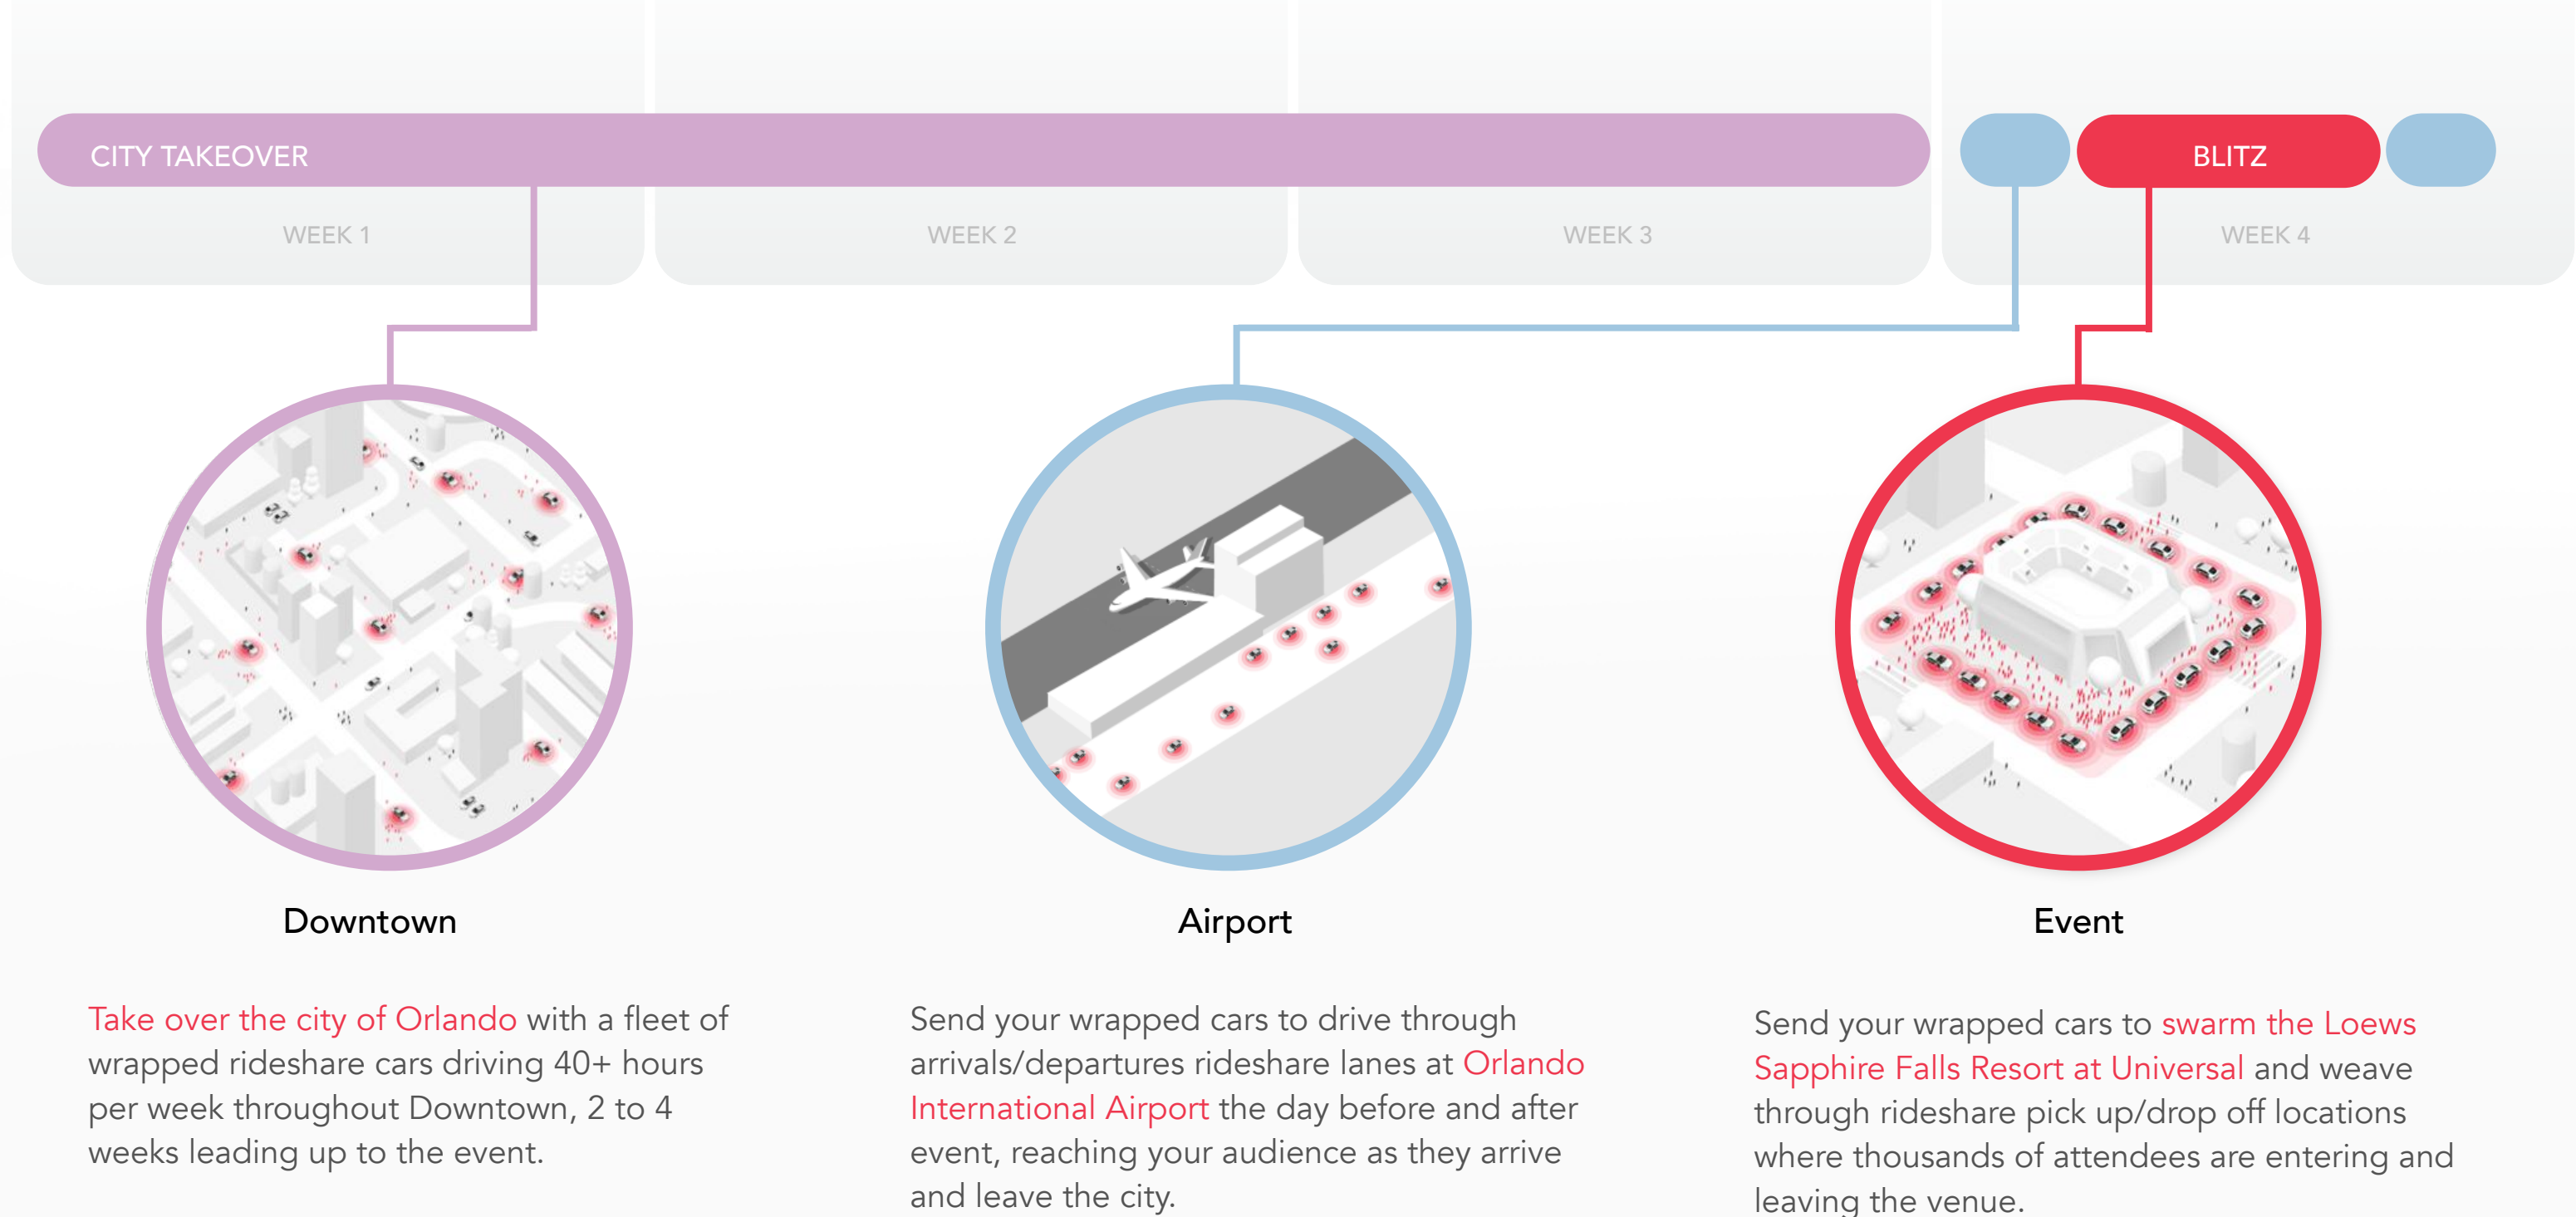 CITY TAKEOVER
BLITZ
WEEK 1
WEEK 2
WEEK 3
WEEK 4
Downtown
Take over the city of Orlando with a fleet of
wrapped rideshare cars driving 40+ hours
per week throughout Downtown, 2 to 4
weeks leading up to the event.
Airport
Send your wrapped cars to drive through
arrivals/departures rideshare lanes at Orlando
International Airport the day before and after
event, reaching your audience as they arrive
and leave the city.
Event
Send your wrapped cars to swarm the Loews
Sapphire Falls Resort at Universal and weave
through rideshare pick up/drop off locations
where thousands of attendees are entering and
leaving the venue.